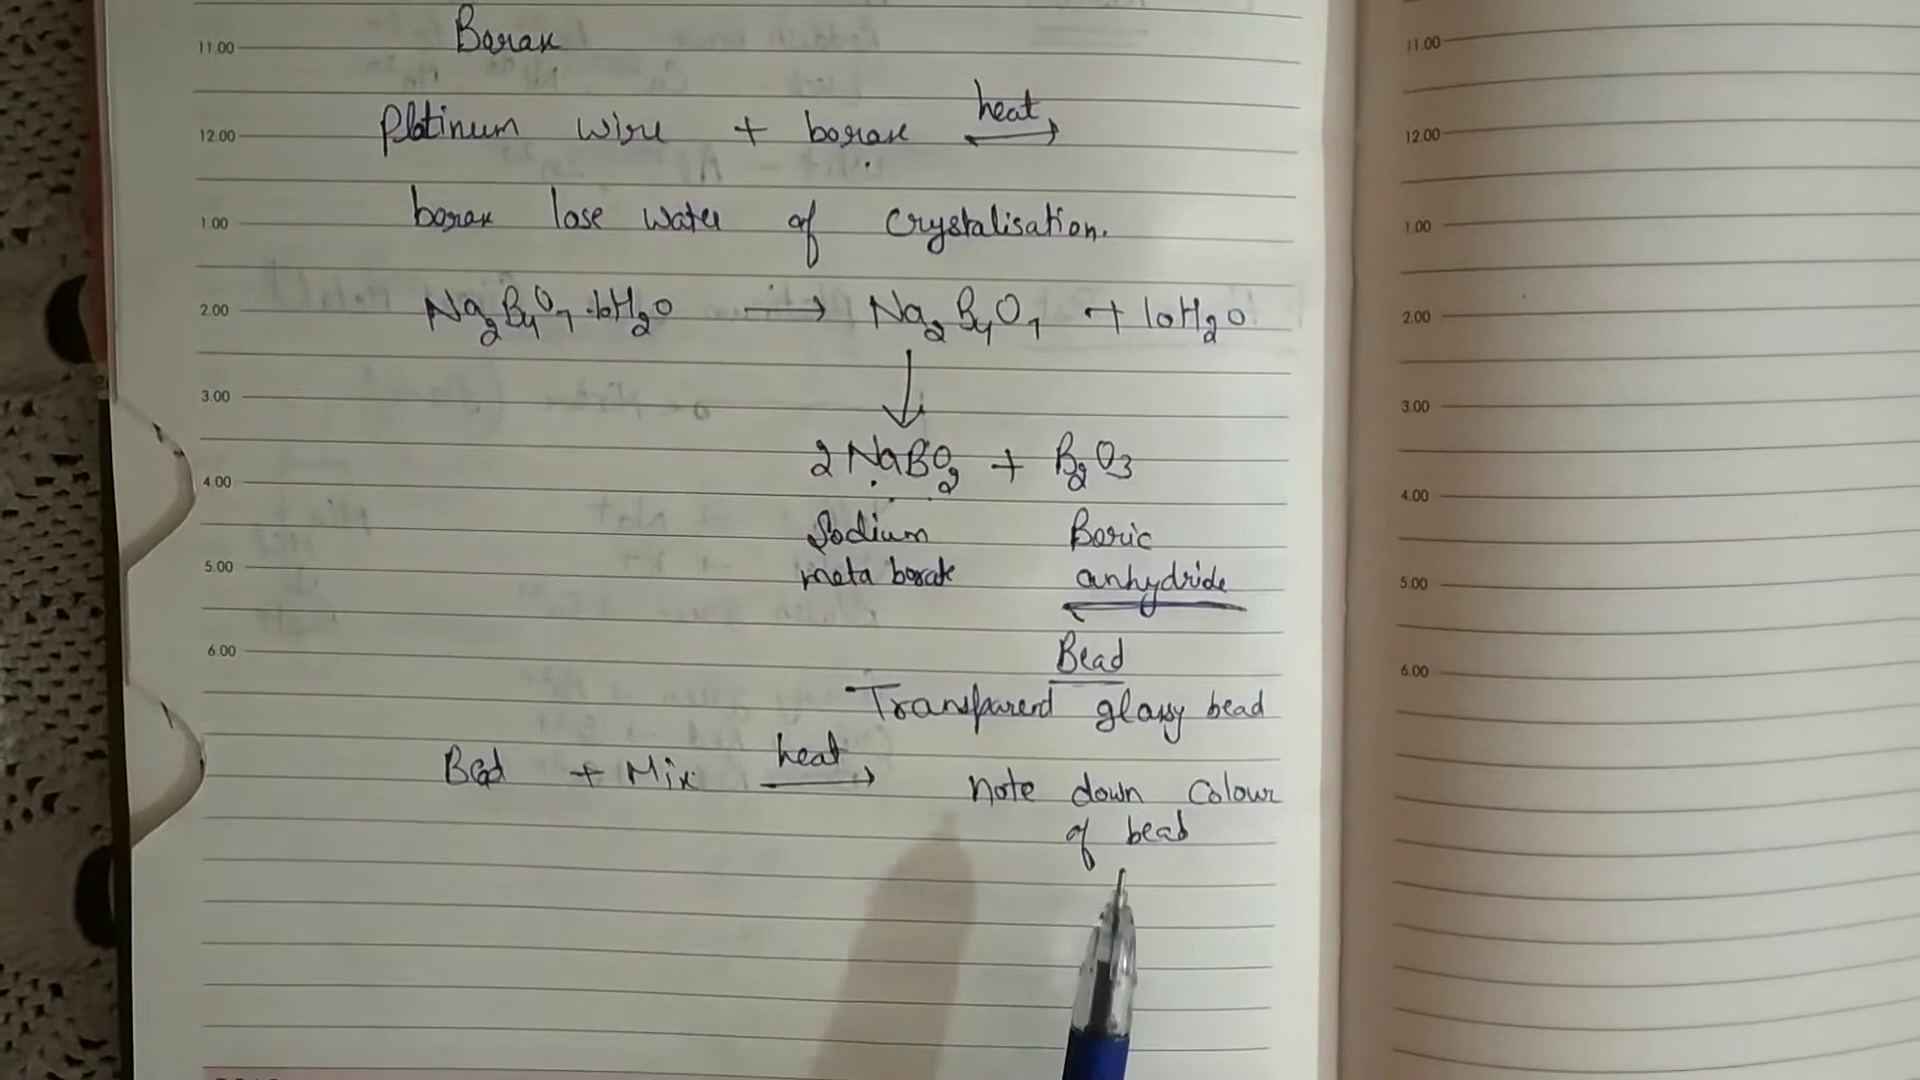 Borax
11.00
11.00
Platinum wire + borax heat →
12.00
12.00
borax lose water of crystalisation.
1.00
1.00
Na2B4O7.10H2O → Na2B4O7 + 10H2O
2.00
2.00
↓
3.00
3.00
2NaBO2 + B2O3
4.00
4.00
Sodium Boric
meta borate anhydride
5.00
5.00
Bead
6.00
6.00
Transparend glassy bead
Bead + Mix heat → note down colour
of bead